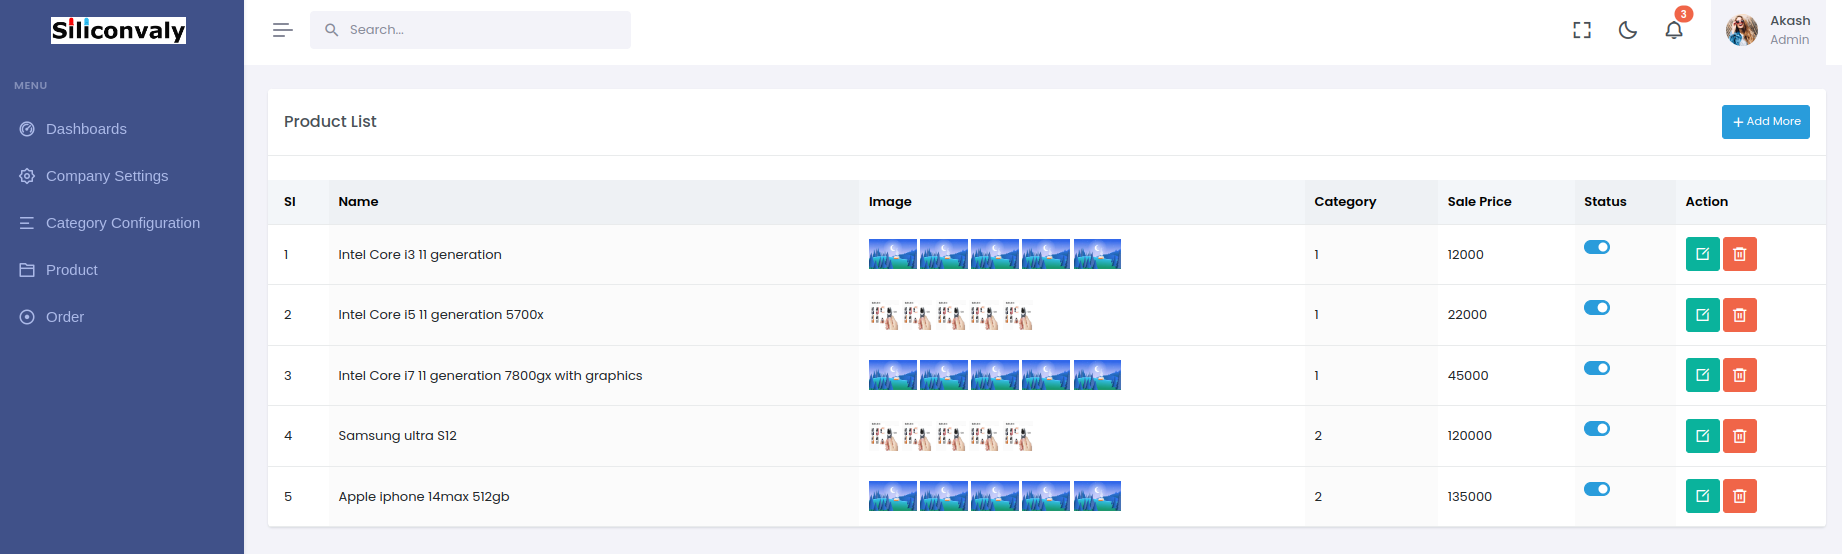 Siliconvaly
Search...
3
Akash
Admin
MENU
Dashboards
Company Settings
Category Configuration
Product
Order
Product List
Add More
Sl Name Image Category Sale Price Status Action
1 Intel Core i3 11 generation 1 12000
2 Intel Core i5 11 generation 5700x 1 22000
3 Intel Core i7 11 generation 7800gx with graphics 1 45000
4 Samsung ultra S12 2 120000
5 Apple iphone 14max 512gb 2 135000